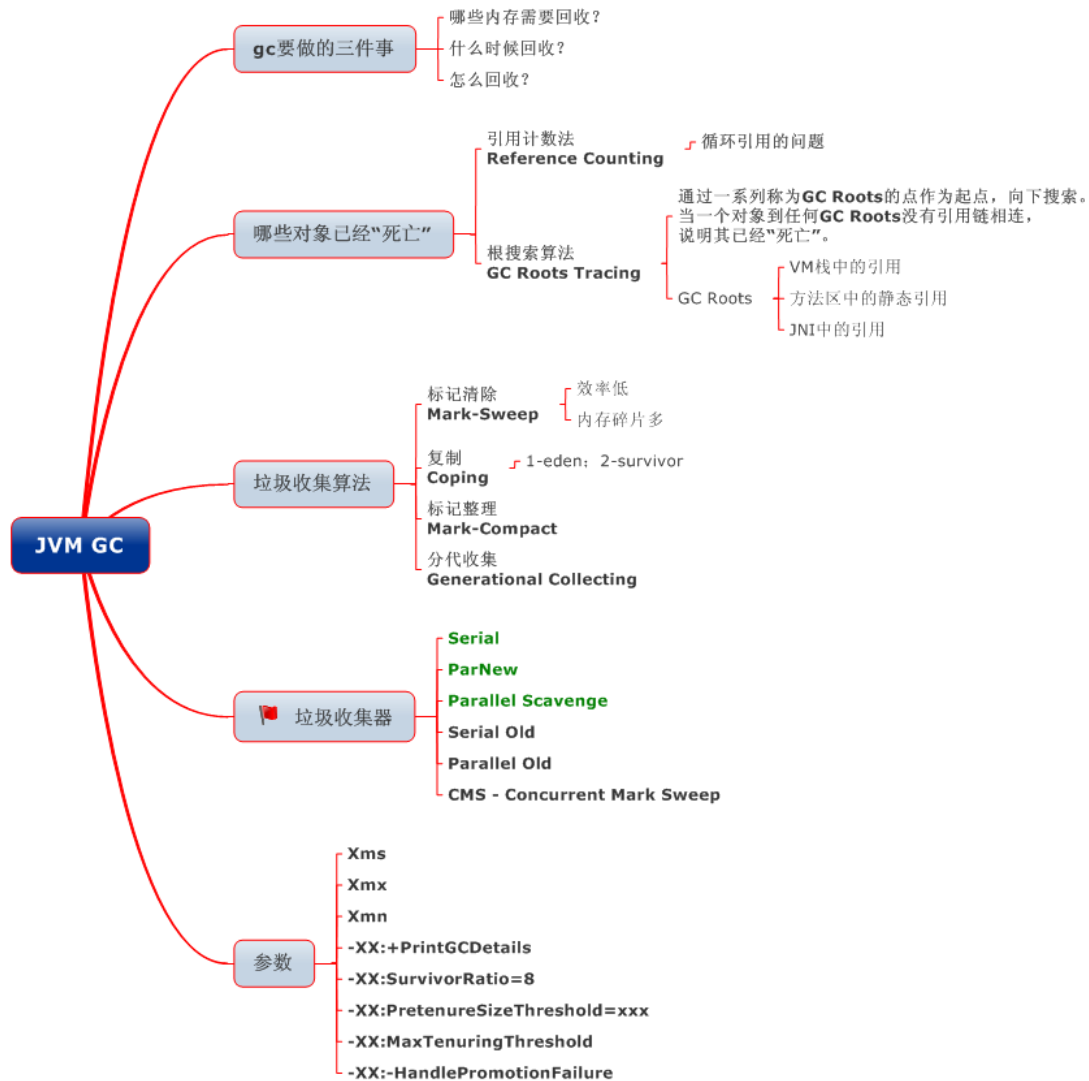 JVM GC
gc要做的三件事
哪些内存需要回收?
什么时候回收?
怎么回收?
哪些对象已经“死亡”
引用计数法
Reference Counting
循环引用的问题
根搜索算法
GC Roots Tracing
通过一系列称为GC Roots的点作为起点，向下搜索。
当一个对象到任何GC Roots没有引用链相连，
说明其已经“死亡”。
GC Roots
VM栈中的引用
方法区中的静态引用
JNI中的引用
垃圾收集算法
标记清除
Mark-Sweep
效率低
内存碎片多
复制
Coping
1-eden；2-survivor
标记整理
Mark-Compact
分代收集
Generational Collecting
垃圾收集器
Serial
ParNew
Parallel Scavenge
Serial Old
Parallel Old
CMS - Concurrent Mark Sweep
参数
Xms
Xmx
Xmn
-XX:+PrintGCDetails
-XX:SurvivorRatio=8
-XX:PretenureSizeThreshold=xxx
-XX:MaxTenuringThreshold
-XX:-HandlePromotionFailure